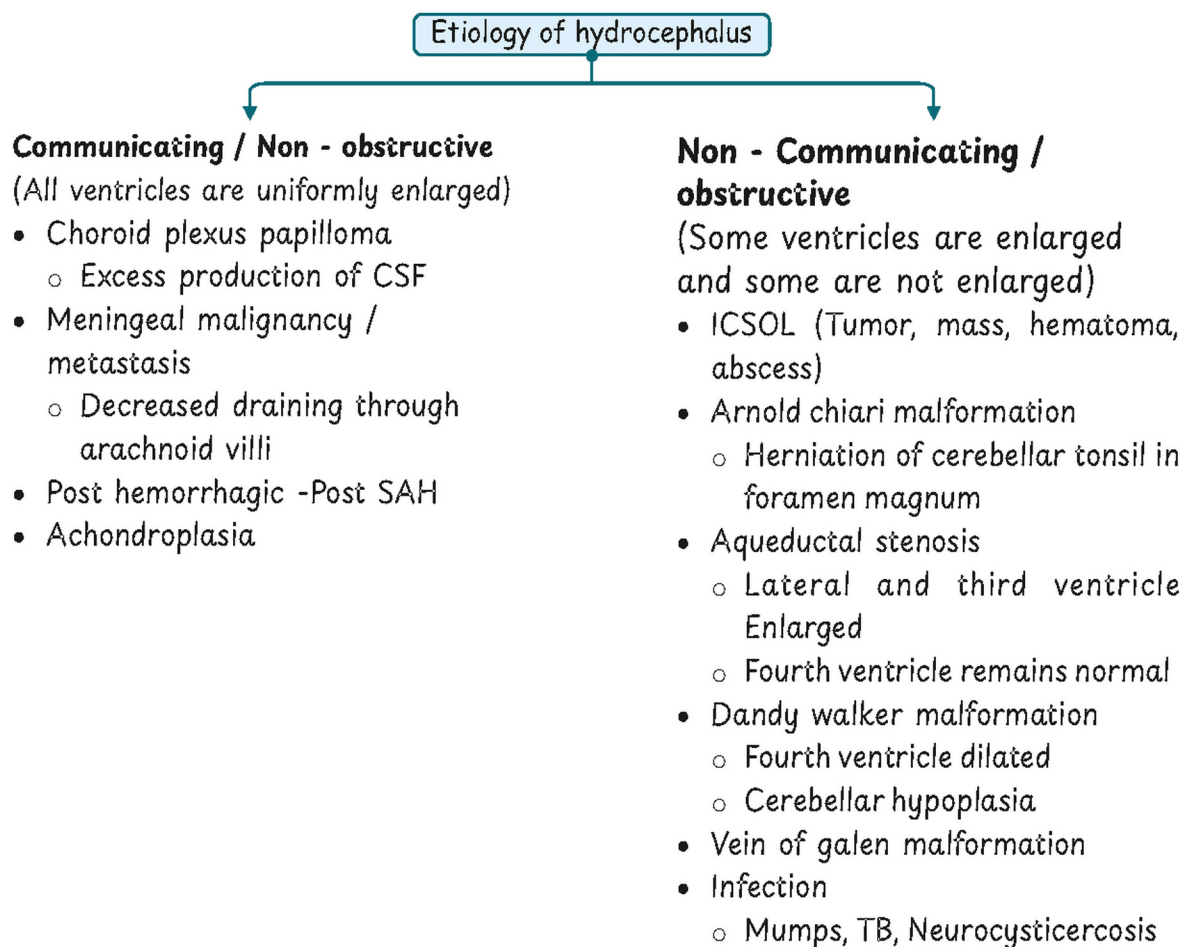 Etiology of hydrocephalus
Communicating / Non - obstructive
(All ventricles are uniformly enlarged)
• Choroid plexus papilloma
○ Excess production of CSF
• Meningeal malignancy /
metastasis
○ Decreased draining through
arachnoid villi
• Post hemorrhagic -Post SAH
• Achondroplasia
Non - Communicating /
obstructive
(Some ventricles are enlarged
and some are not enlarged)
• ICSOL (Tumor, mass, hematoma,
abscess)
• Arnold chiari malformation
○ Herniation of cerebellar tonsil in
foramen magnum
• Aqueductal stenosis
○ Lateral and third ventricle
Enlarged
○ Fourth ventricle remains normal
• Dandy walker malformation
○ Fourth ventricle dilated
○ Cerebellar hypoplasia
• Vein of galen malformation
• Infection
○ Mumps, TB, Neurocysticercosis